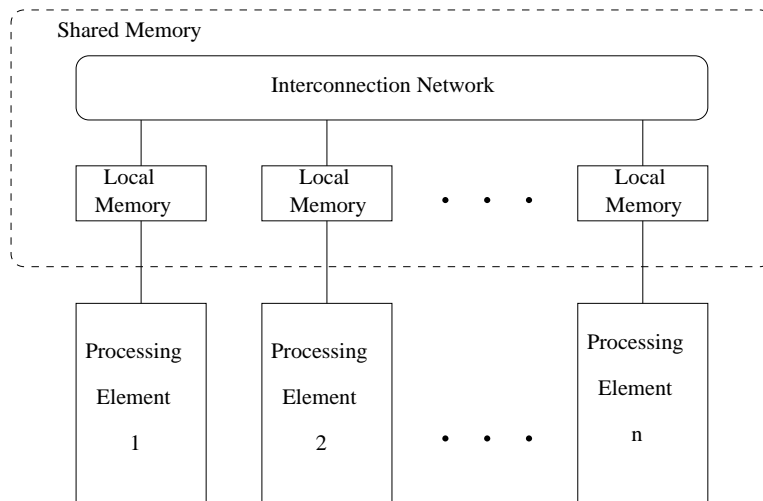 Shared Memory
Interconnection Network
Local
Memory
Local
Memory
Local
Memory
Processing
Element
1
Processing
Element
2
Processing
Element
n